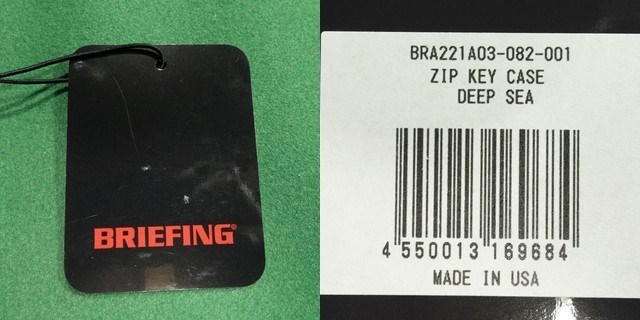 BRIEFING®
BRA221A03-082-001
ZIP KEY CASE
DEEP SEA
4 550013 169684
MADE IN USA